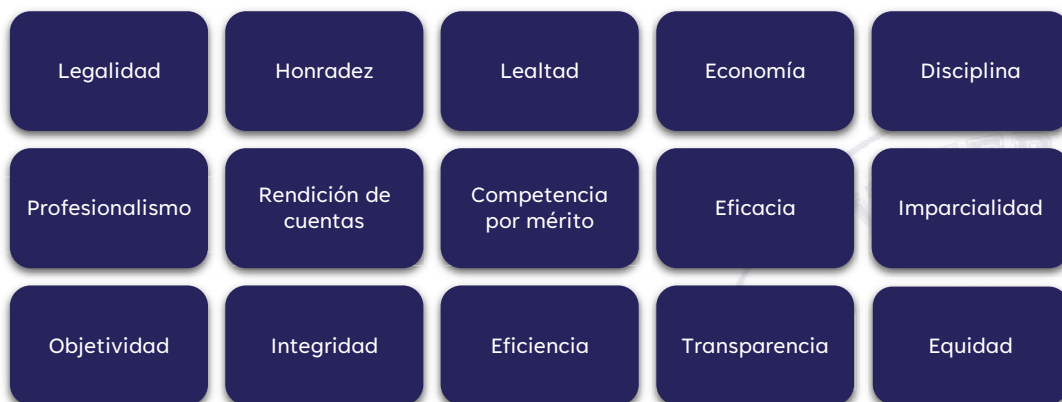 Legalidad
Honradez
Lealtad
Economía
Disciplina
Profesionalismo
Rendición de
cuentas
Competencia
por mérito
Eficacia
Imparcialidad
Objetividad
Integridad
Eficiencia
Transparencia
Equidad